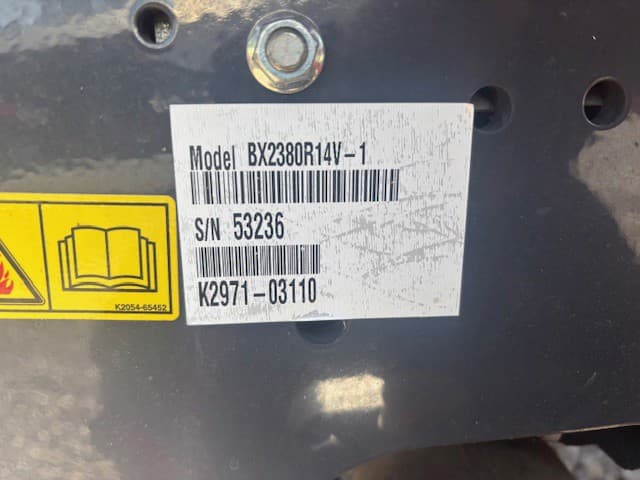 Model BX2380R14V-1
S/N 53236
K2971-03110
K2054-65452